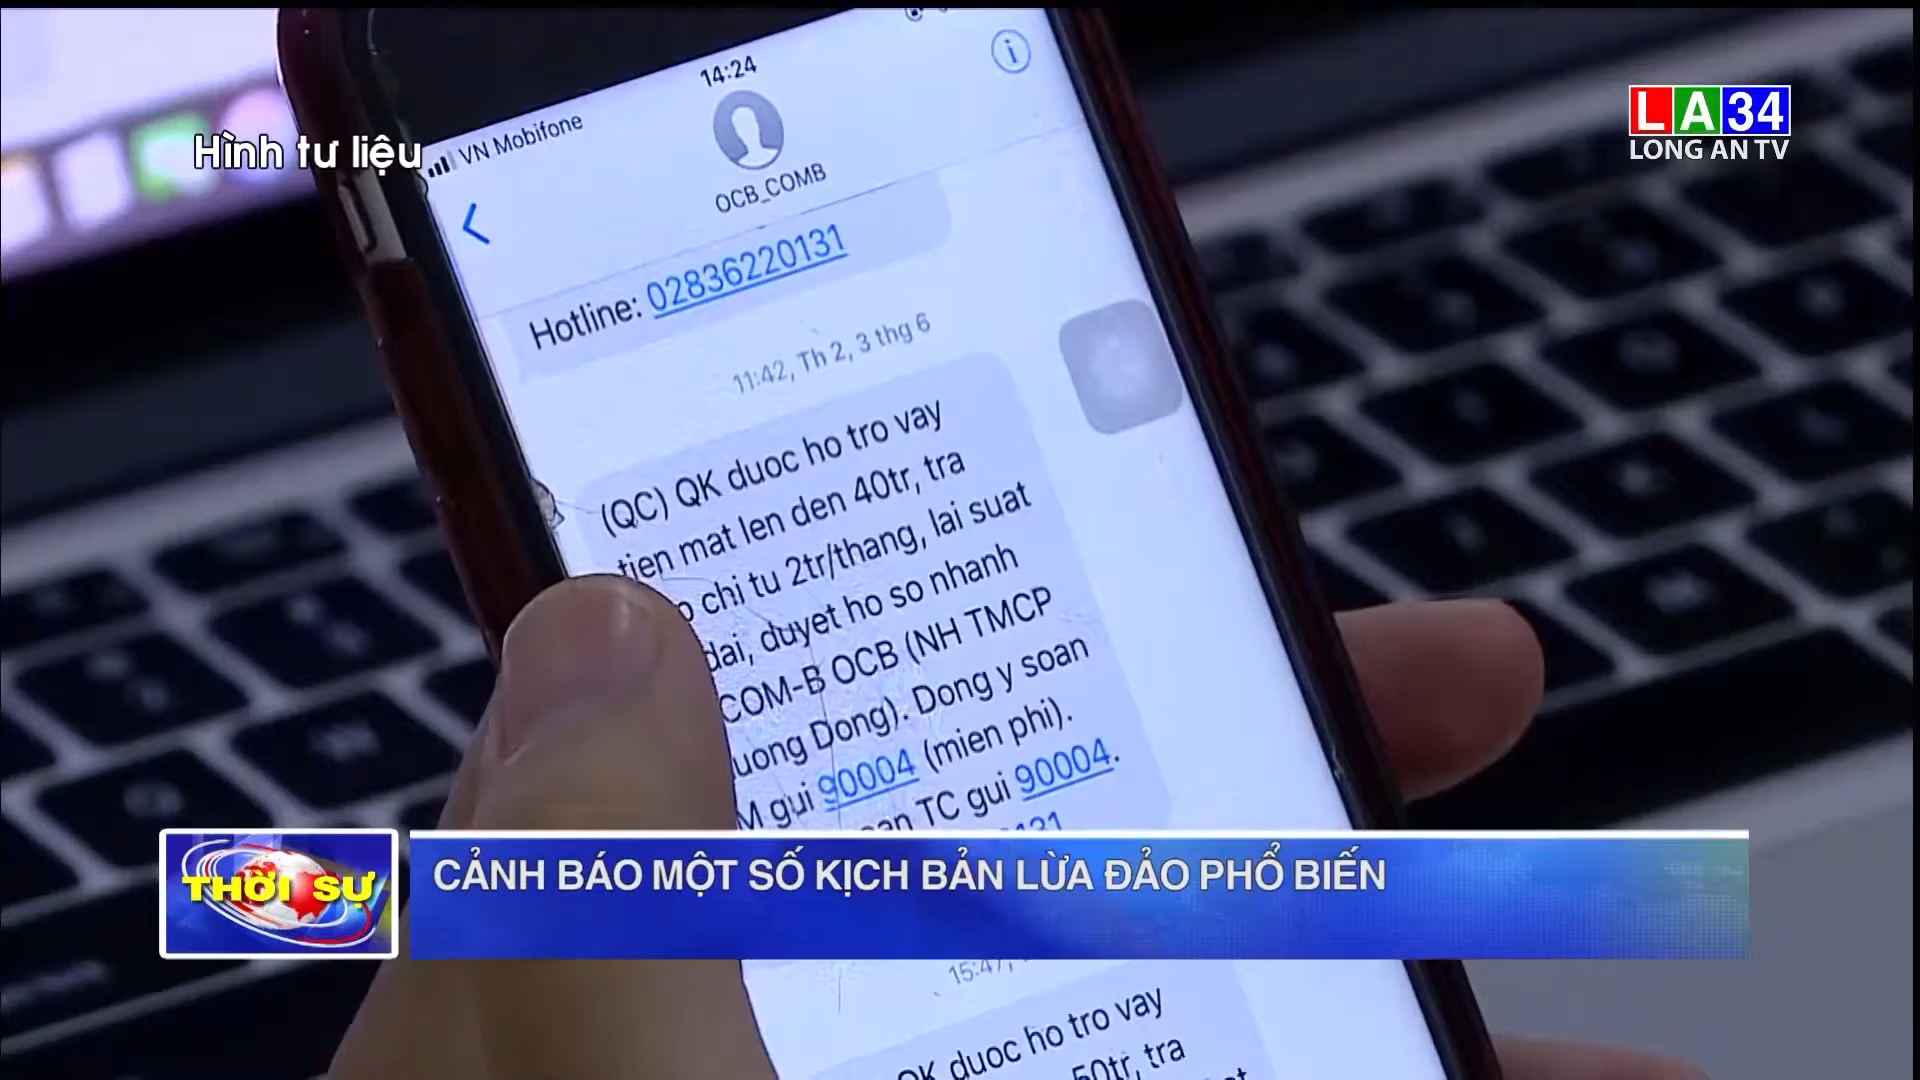 14:24
LA34
LONG AN TV
Hình tư liệu
VN Mobifone
OCB_COMB
Hotline: 02836220131
11:42, Th 2, 3 thg 6
(QC) QK duoc ho tro vay
tien mat len den 40tr, tra
chi tu 2tr/thang, lai suat
dai, duyet ho so nhanh
COM-B OCB (NH TMCP
Dong). Dong y soan
gui 90004 (mien phi).
TC gui 90004.
THỜI SỰ
CẢNH BÁO MỘT SỐ KỊCH BẢN LỪA ĐẢO PHỔ BIẾN
15:47,
QK duoc ho tro vay
50tr, tra